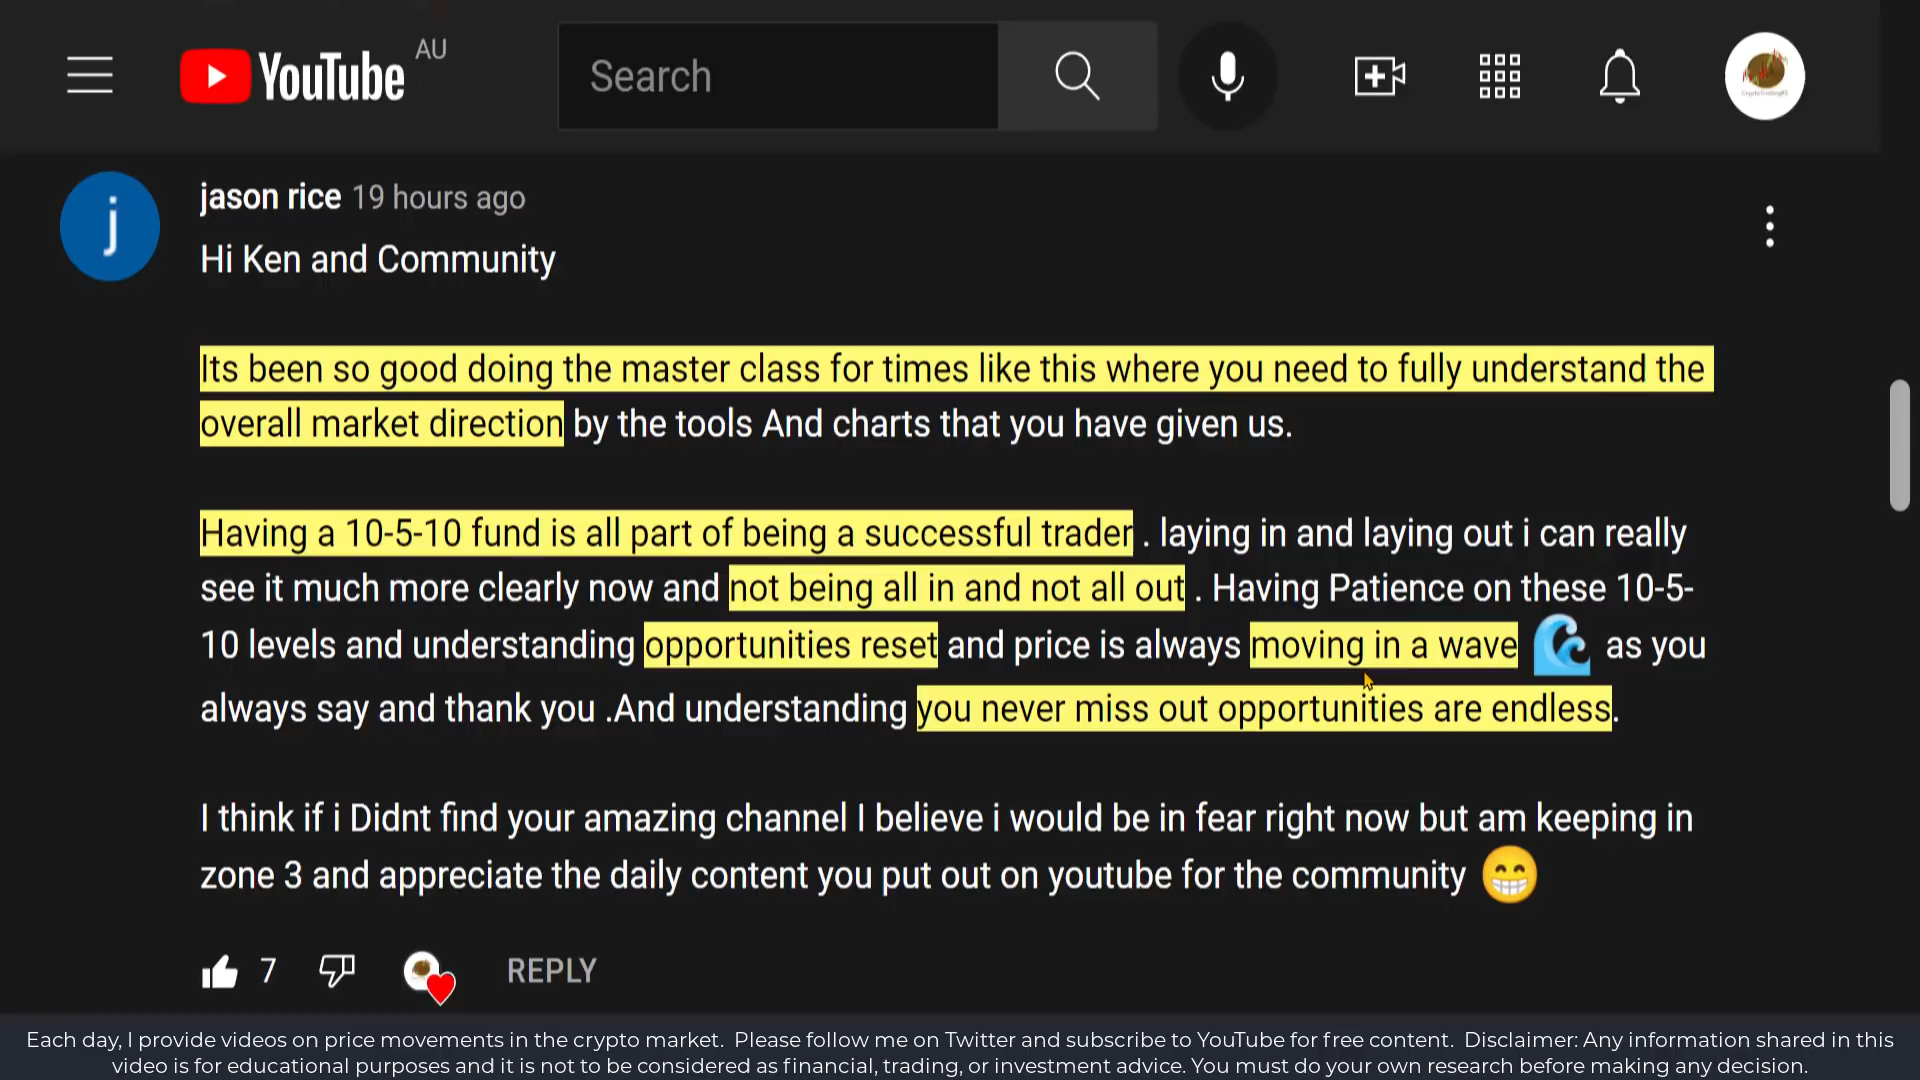 YouTube AU
Search
jason rice 19 hours ago
j
Hi Ken and Community
Its been so good doing the master class for times like this where you need to fully understand the
overall market direction by the tools And charts that you have given us.
Having a 10-5-10 fund is all part of being a successful trader . laying in and laying out i can really
see it much more clearly now and not being all in and not all out . Having Patience on these 10-5-
10 levels and understanding opportunities reset and price is always moving in a wave 🌊 as you
always say and thank you .And understanding you never miss out opportunities are endless.
I think if i Didnt find your amazing channel I believe i would be in fear right now but am keeping in
zone 3 and appreciate the daily content you put out on youtube for the community 😁
7 REPLY
Each day, I provide videos on price movements in the crypto market. Please follow me on Twitter and subscribe to YouTube for free content. Disclaimer: Any information shared in this
video is for educational purposes and it is not to be considered as financial, trading, or investment advice. You must do your own research before making any decision.